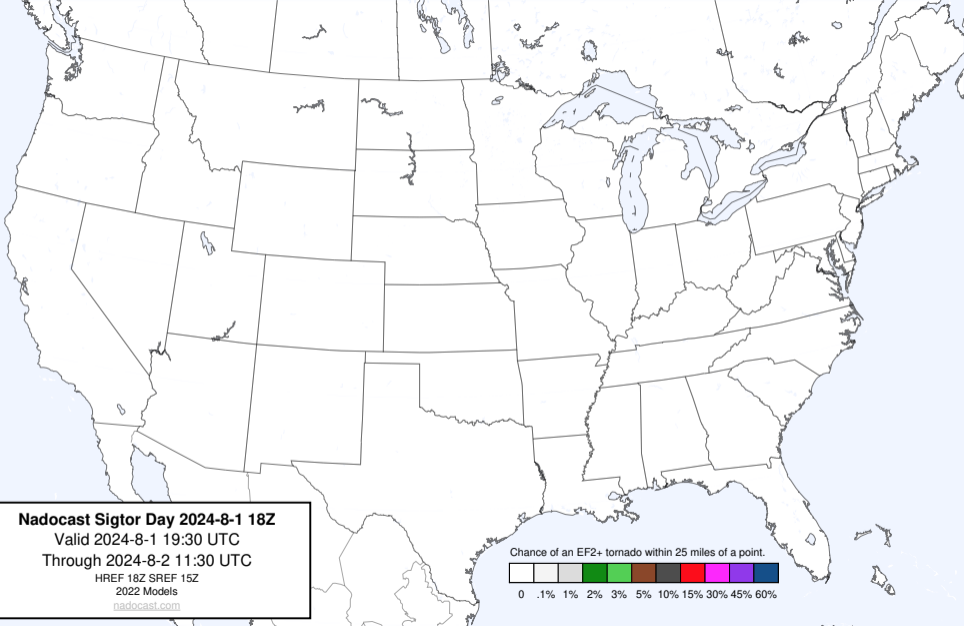 Nadocast Sigtor Day 2024-8-1 18Z
Valid 2024-8-1 19:30 UTC
Through 2024-8-2 11:30 UTC
HREF 18Z SREF 15Z
2022 Models
nadocast.com
Chance of an EF2+ tornado within 25 miles of a point.
0 .1% 1% 2% 3% 5% 10% 15% 30% 45% 60%